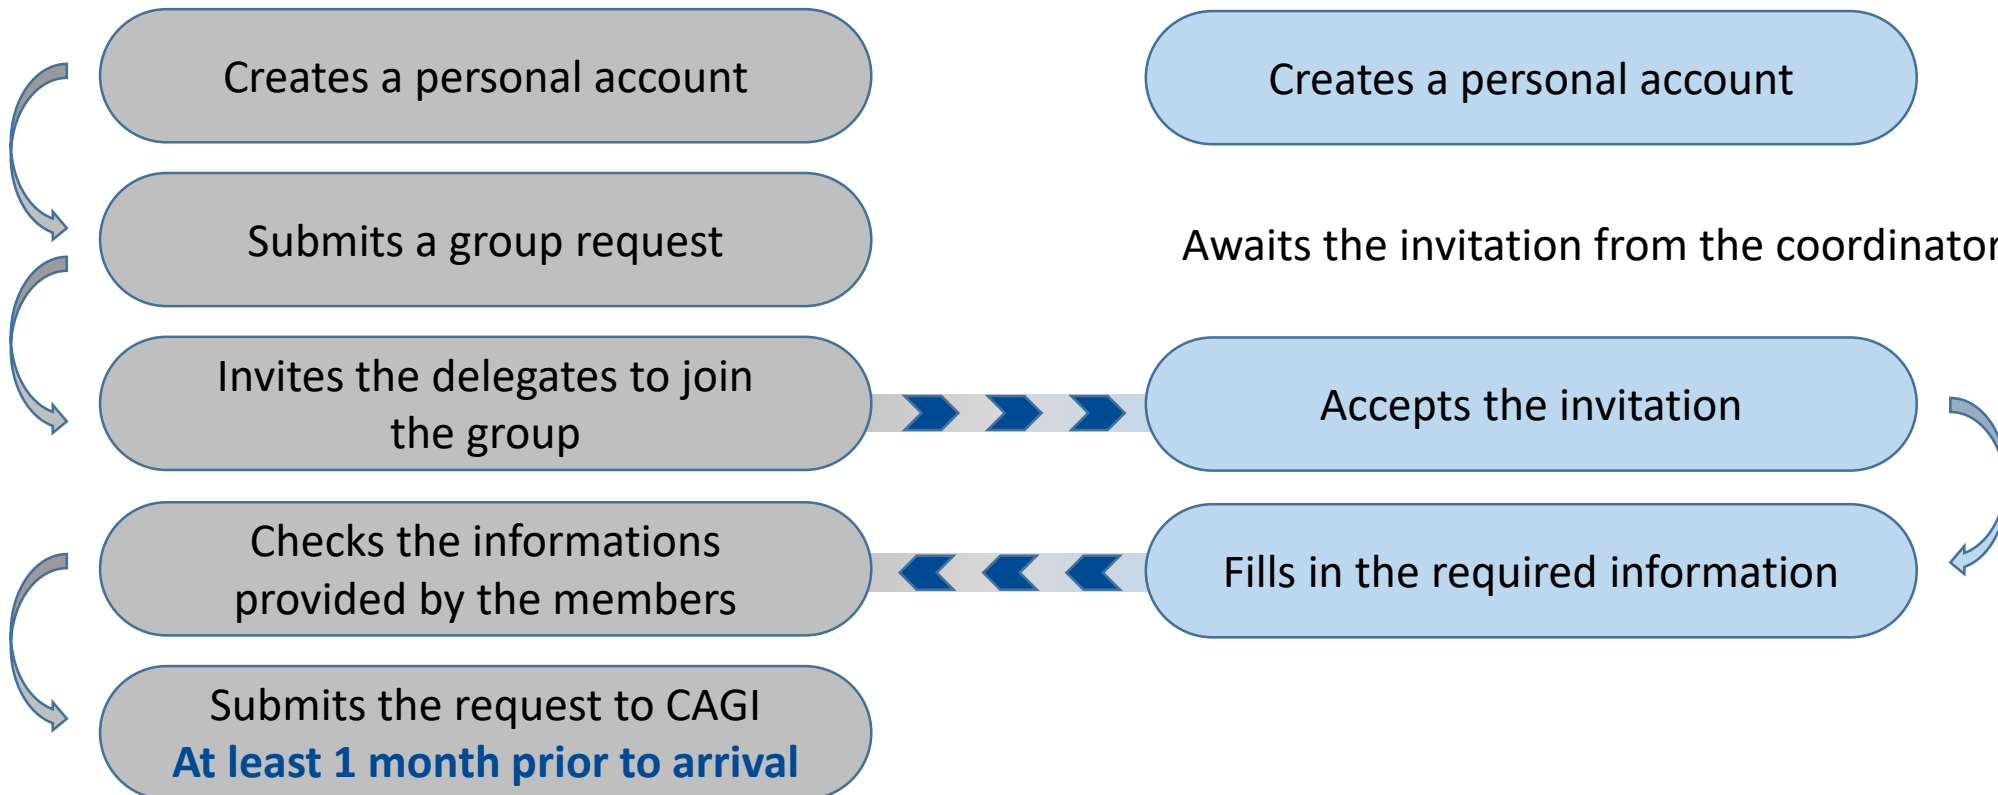 Creates a personal account
Creates a personal account
Submits a group request
Awaits the invitation from the coordinator
Invites the delegates to join
the group
Accepts the invitation
Checks the informations
provided by the members
Fills in the required information
Submits the request to CAGI
At least 1 month prior to arrival